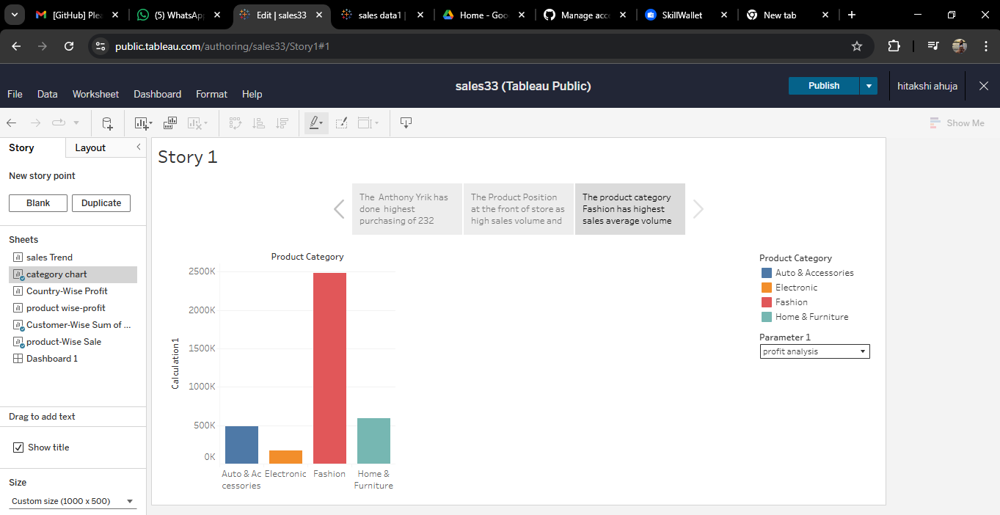 [GitHub] Plea
(5) WhatsApp
Edit | sales33
sales data1 |
Home - Goo
Manage acce
SkillWallet
New tab
public.tableau.com/authoring/sales33/Story1#1
File Data Worksheet Dashboard Format Help
sales33 (Tableau Public)
Publish
hitakshi ahuja
Show Me
Story
Layout
New story point
Blank
Duplicate
Sheets
sales Trend
category chart
Country-Wise Profit
product wise-profit
Customer-Wise Sum of ...
product-Wise Sale
Dashboard 1
Drag to add text
Show title
Size
Custom size (1000 x 500)
Story 1
The Anthony Yrik has
done highest
purchasing of 232
The Product Position
at the front of store as
high sales volume and
The product category
Fashion has highest
sales average volume
Product Category
Calculation1
2500K
2000K
1500K
1000K
500K
0K
Auto & Ac
cessories
Electronic
Fashion
Home &
Furniture
Product Category
Auto & Accessories
Electronic
Fashion
Home & Furniture
Parameter 1
profit analysis